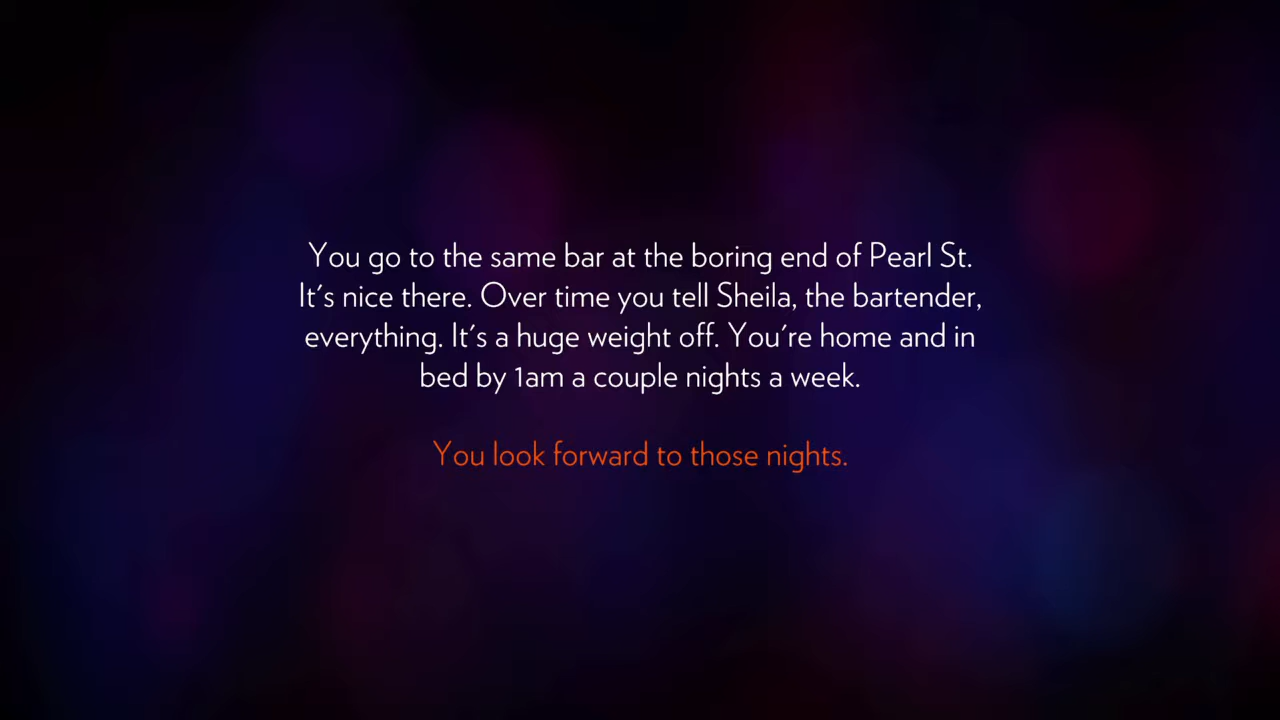 You go to the same bar at the boring end of Pearl St.
It's nice there. Over time you tell Sheila, the bartender,
everything. It's a huge weight off. You're home and in
bed by 1am a couple nights a week.
You look forward to those nights.